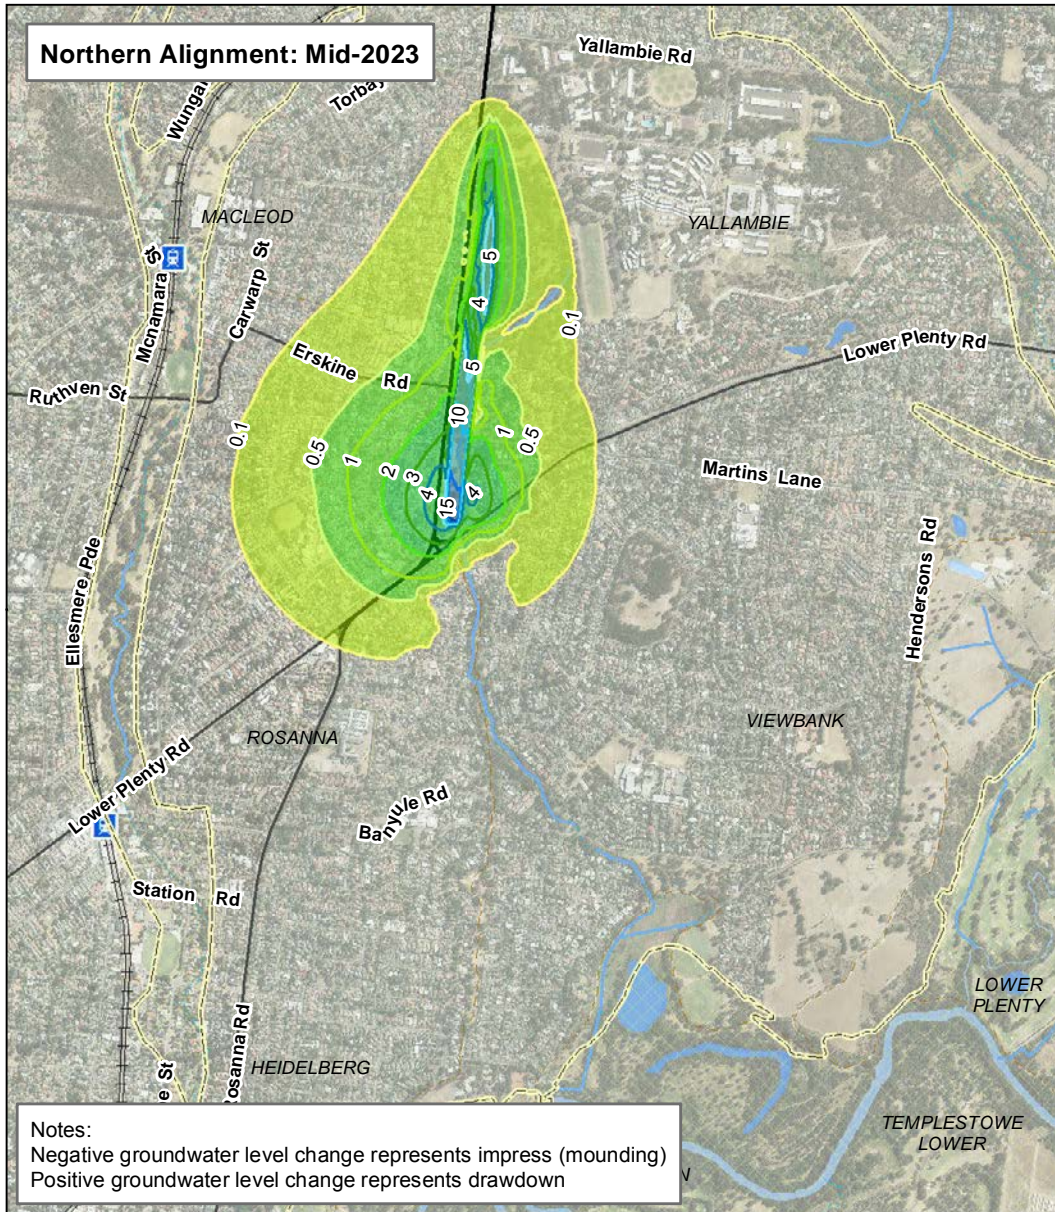 Northern Alignment: Mid-2023
Yallambie Rd
MACLEOD
YALLAMBIE
Mcnamara St
Carwarp St
Erskine Rd
Ruthven St
Lower Plenty Rd
Martins Lane
Hendersons Rd
Ellesmere Pde
0.1
0.5
1
2
3
4
15
4
10
5
4
5
1
0.5
0.1
ROSANNA
VIEWBANK
Lower Plenty Rd
Banyule Rd
Station Rd
Rosanna Rd
HEIDELBERG
LOWER
PLENTY
TEMPLESTOWE
LOWER
Notes:
Negative groundwater level change represents impress (mounding)
Positive groundwater level change represents drawdown